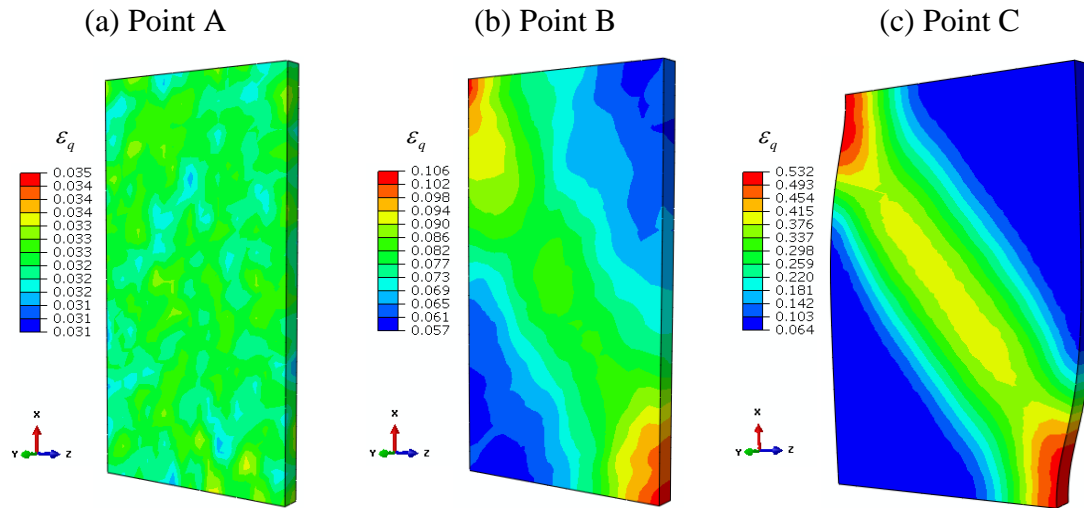 (a) Point A
(b) Point B
(c) Point C
εq
0.035
0.034
0.034
0.034
0.033
0.033
0.032
0.032
0.032
0.031
0.031
0.031
X
Y
Z
εq
0.106
0.102
0.098
0.094
0.090
0.086
0.082
0.077
0.073
0.069
0.065
0.061
0.057
X
Y
Z
εq
0.532
0.493
0.454
0.415
0.376
0.337
0.298
0.259
0.220
0.181
0.142
0.103
0.064
X
Y
Z